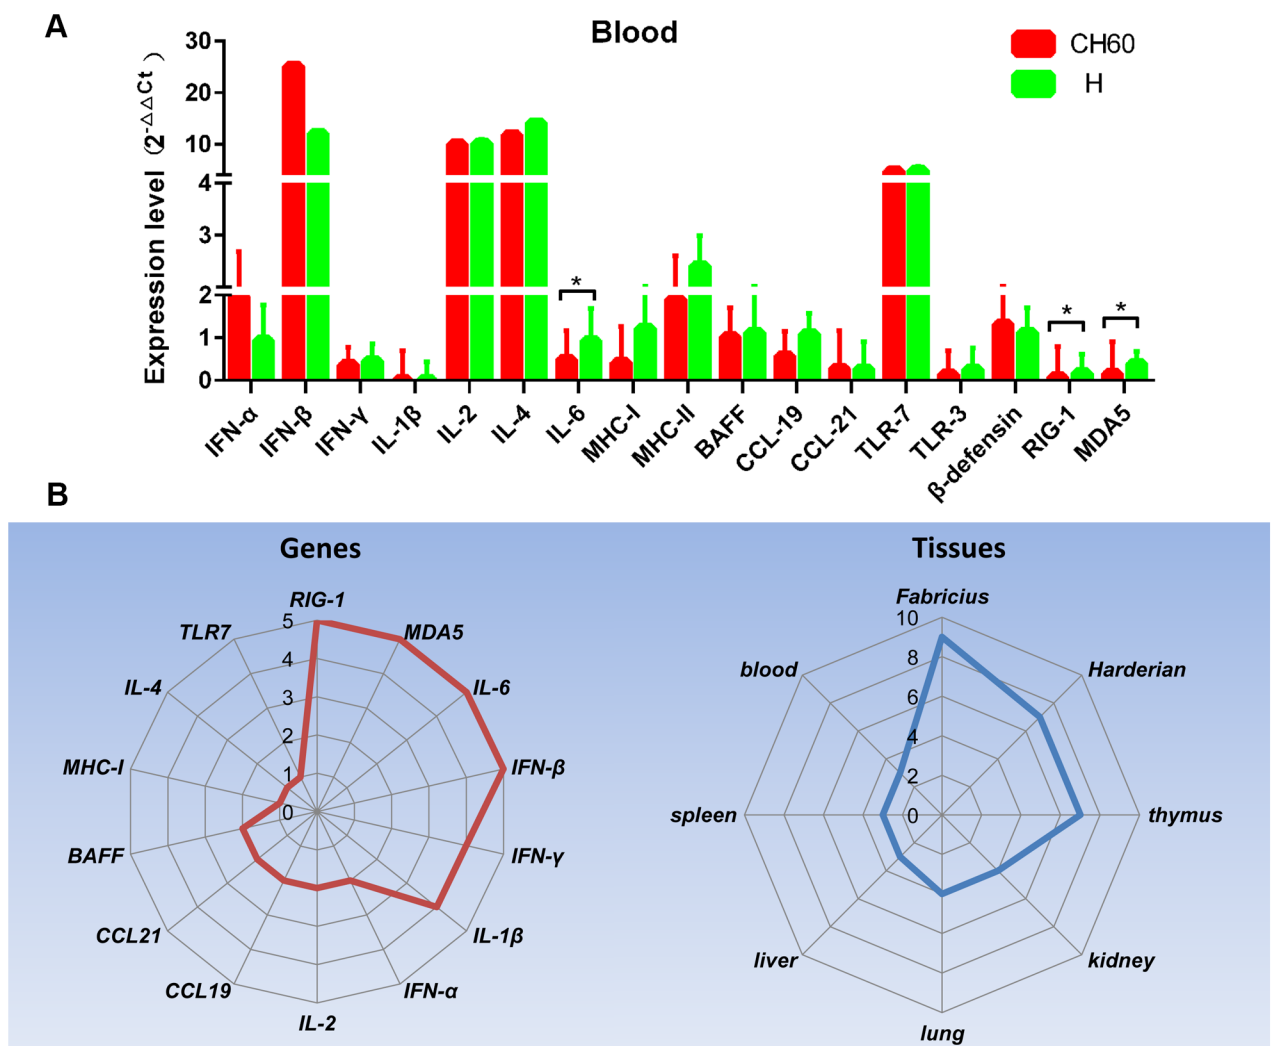 A
Blood
CH60
H
Expression level (2-△△Ct)
30
20
10
4
3
2
1
0
*
*
*
IFN-α
IFN-β
IFN-γ
IL-1β
IL-2
IL-4
IL-6
MHC-I
MHC-II
BAFF
CCL-19
CCL-21
TLR-7
TLR-3
β-defensin
RIG-1
MDA5
B
Genes
RIG-1
MDA5
IL-6
IFN-β
IFN-γ
IL-1β
IFN-α
IL-2
CCL19
CCL21
BAFF
MHC-I
IL-4
TLR7
5
4
3
2
1
0
Tissues
Fabricius
Harderian
thymus
kidney
lung
liver
spleen
blood
10
8
6
4
2
0